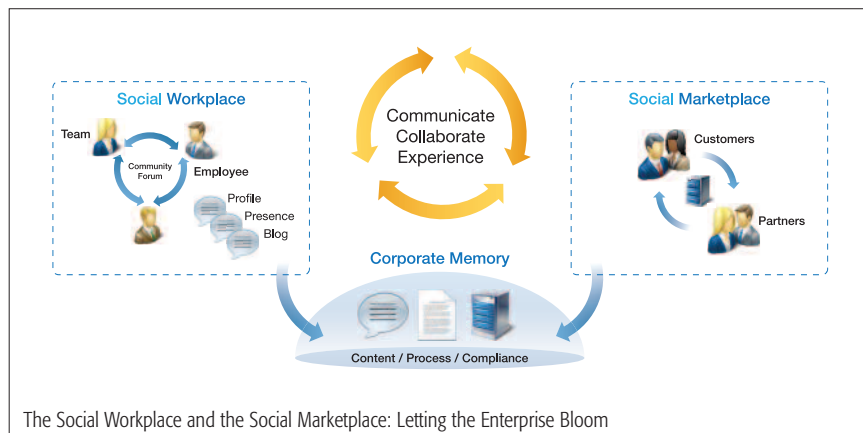 Social Workplace
Team
Community
Forum
Employee
Profile
Presence
Blog
Communicate
Collaborate
Experience
Social Marketplace
Customers
Partners
Corporate Memory
Content / Process / Compliance
The Social Workplace and the Social Marketplace: Letting the Enterprise Bloom